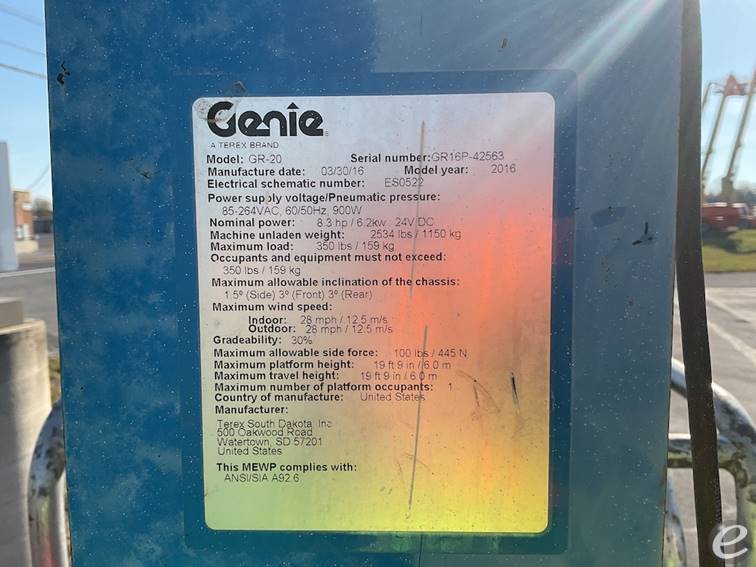 Genie
A TEREX BRAND
Model: GR-20 Serial number:GR16P-42563
Manufacture date: 03/30/16 Model year: 2016
Electrical schematic number: ES0522
Power supply voltage/Pneumatic pressure:
85-264VAC, 60/50Hz, 900W
Nominal power: 8.3 hp / 6.2kw : 24V DC
Machine unladen weight: 2534 lbs / 1150 kg
Maximum load: 350 lbs / 159 kg
Occupants and equipment must not exceed:
350 lbs / 159 kg
Maximum allowable inclination of the chassis:
1.5º (Side) 3º (Front) 3º (Rear)
Maximum wind speed:
Indoor: 28 mph / 12.5 m/s
Outdoor: 28 mph / 12.5 m/s
Gradeability: 30%
Maximum allowable side force: 100 lbs / 445 N
Maximum platform height: 19 ft 9 in / 6.0 m
Maximum travel height: 19 ft 9 in / 6.0 m
Maximum number of platform occupants: 1
Country of manufacture: United States
Manufacturer:
Terex South Dakota, Inc
500 Oakwood Road
Watertown, SD 57201
United States
This MEWP complies with:
ANSI/SIA A92.6
e